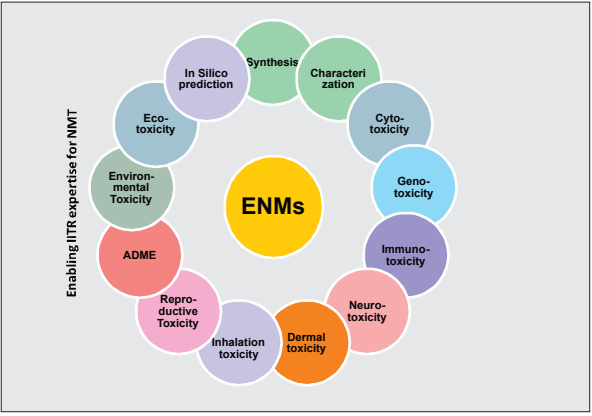 Enabling IITR expertise for NMT
Synthesis
Characteri
zation
Cyto-
toxicity
Geno-
toxicity
Immuno-
toxicity
Neuro-
toxicity
Dermal
toxicity
Inhalation
toxicity
Repro-
ductive
Toxicity
ADME
Environ-
mental
Toxicity
Eco-
toxicity
In Silico
prediction
ENMs